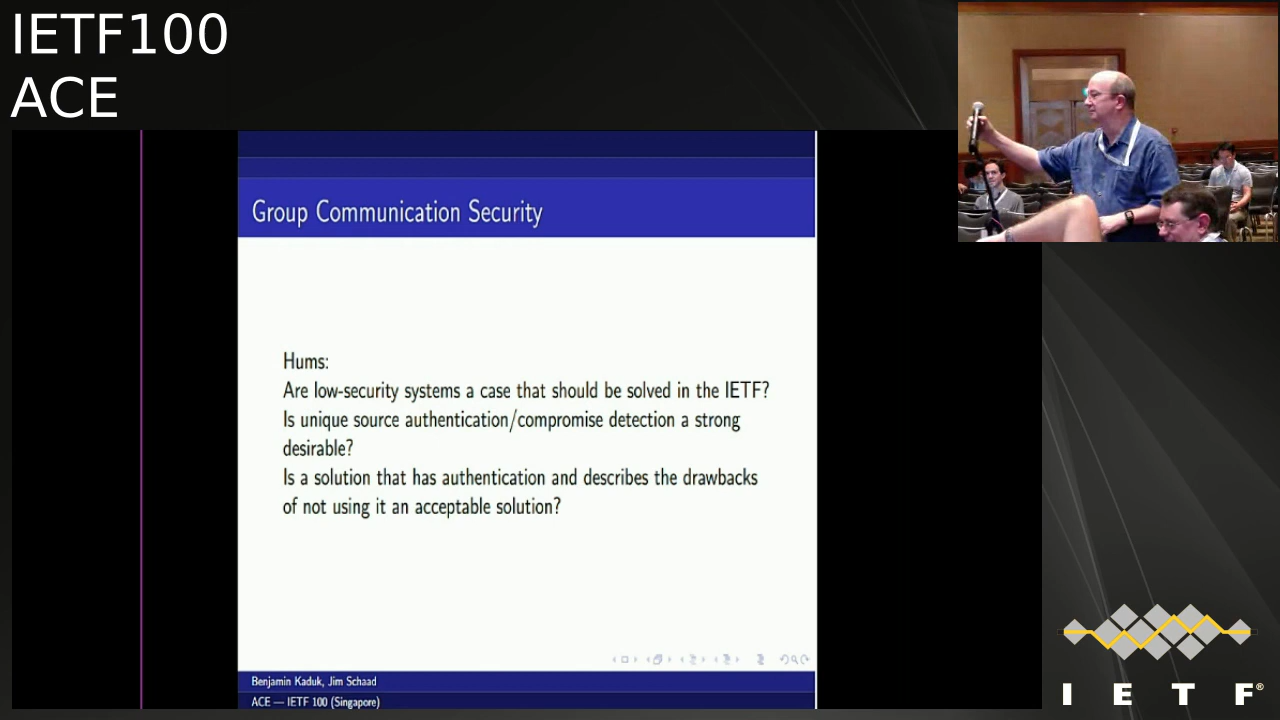 IETF100
ACE
Group Communication Security
Hums:
Are low-security systems a case that should be solved in the IETF?
Is unique source authentication/compromise detection a strong
desirable?
Is a solution that has authentication and describes the drawbacks
of not using it an acceptable solution?
Benjamin Kaduk, Jim Schaad
ACE — IETF 100 (Singapore)
I E T F®